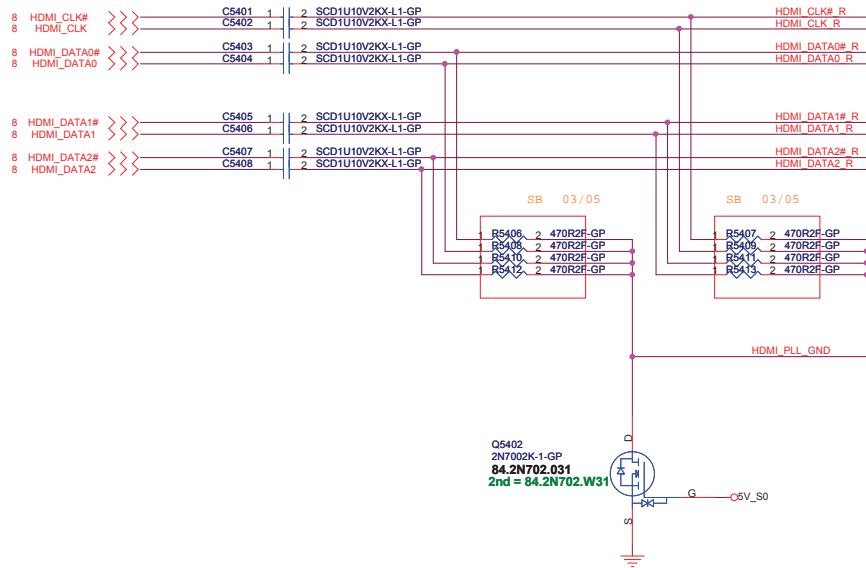 8 HDMI_CLK# C5401 1 2 SCD1U10V2KX-L1-GP HDMI_CLK#_R
8 HDMI_CLK C5402 1 2 SCD1U10V2KX-L1-GP HDMI_CLK_R
8 HDMI_DATA0# C5403 1 2 SCD1U10V2KX-L1-GP HDMI_DATA0#_R
8 HDMI_DATA0 C5404 1 2 SCD1U10V2KX-L1-GP HDMI_DATA0_R
8 HDMI_DATA1# C5405 1 2 SCD1U10V2KX-L1-GP HDMI_DATA1#_R
8 HDMI_DATA1 C5406 1 2 SCD1U10V2KX-L1-GP HDMI_DATA1_R
8 HDMI_DATA2# C5407 1 2 SCD1U10V2KX-L1-GP HDMI_DATA2#_R
8 HDMI_DATA2 C5408 1 2 SCD1U10V2KX-L1-GP HDMI_DATA2_R
SB 03/05 SB 03/05
1 R5406 2 470R2F-GP 1 R5407 2 470R2F-GP
1 R5408 2 470R2F-GP 1 R5409 2 470R2F-GP
1 R5410 2 470R2F-GP 1 R5411 2 470R2F-GP
1 R5412 2 470R2F-GP 1 R5413 2 470R2F-GP
HDMI_PLL_GND
D
Q5402
2N7002K-1-GP
84.2N702.031
2nd = 84.2N702.W31
G 5V_S0
S